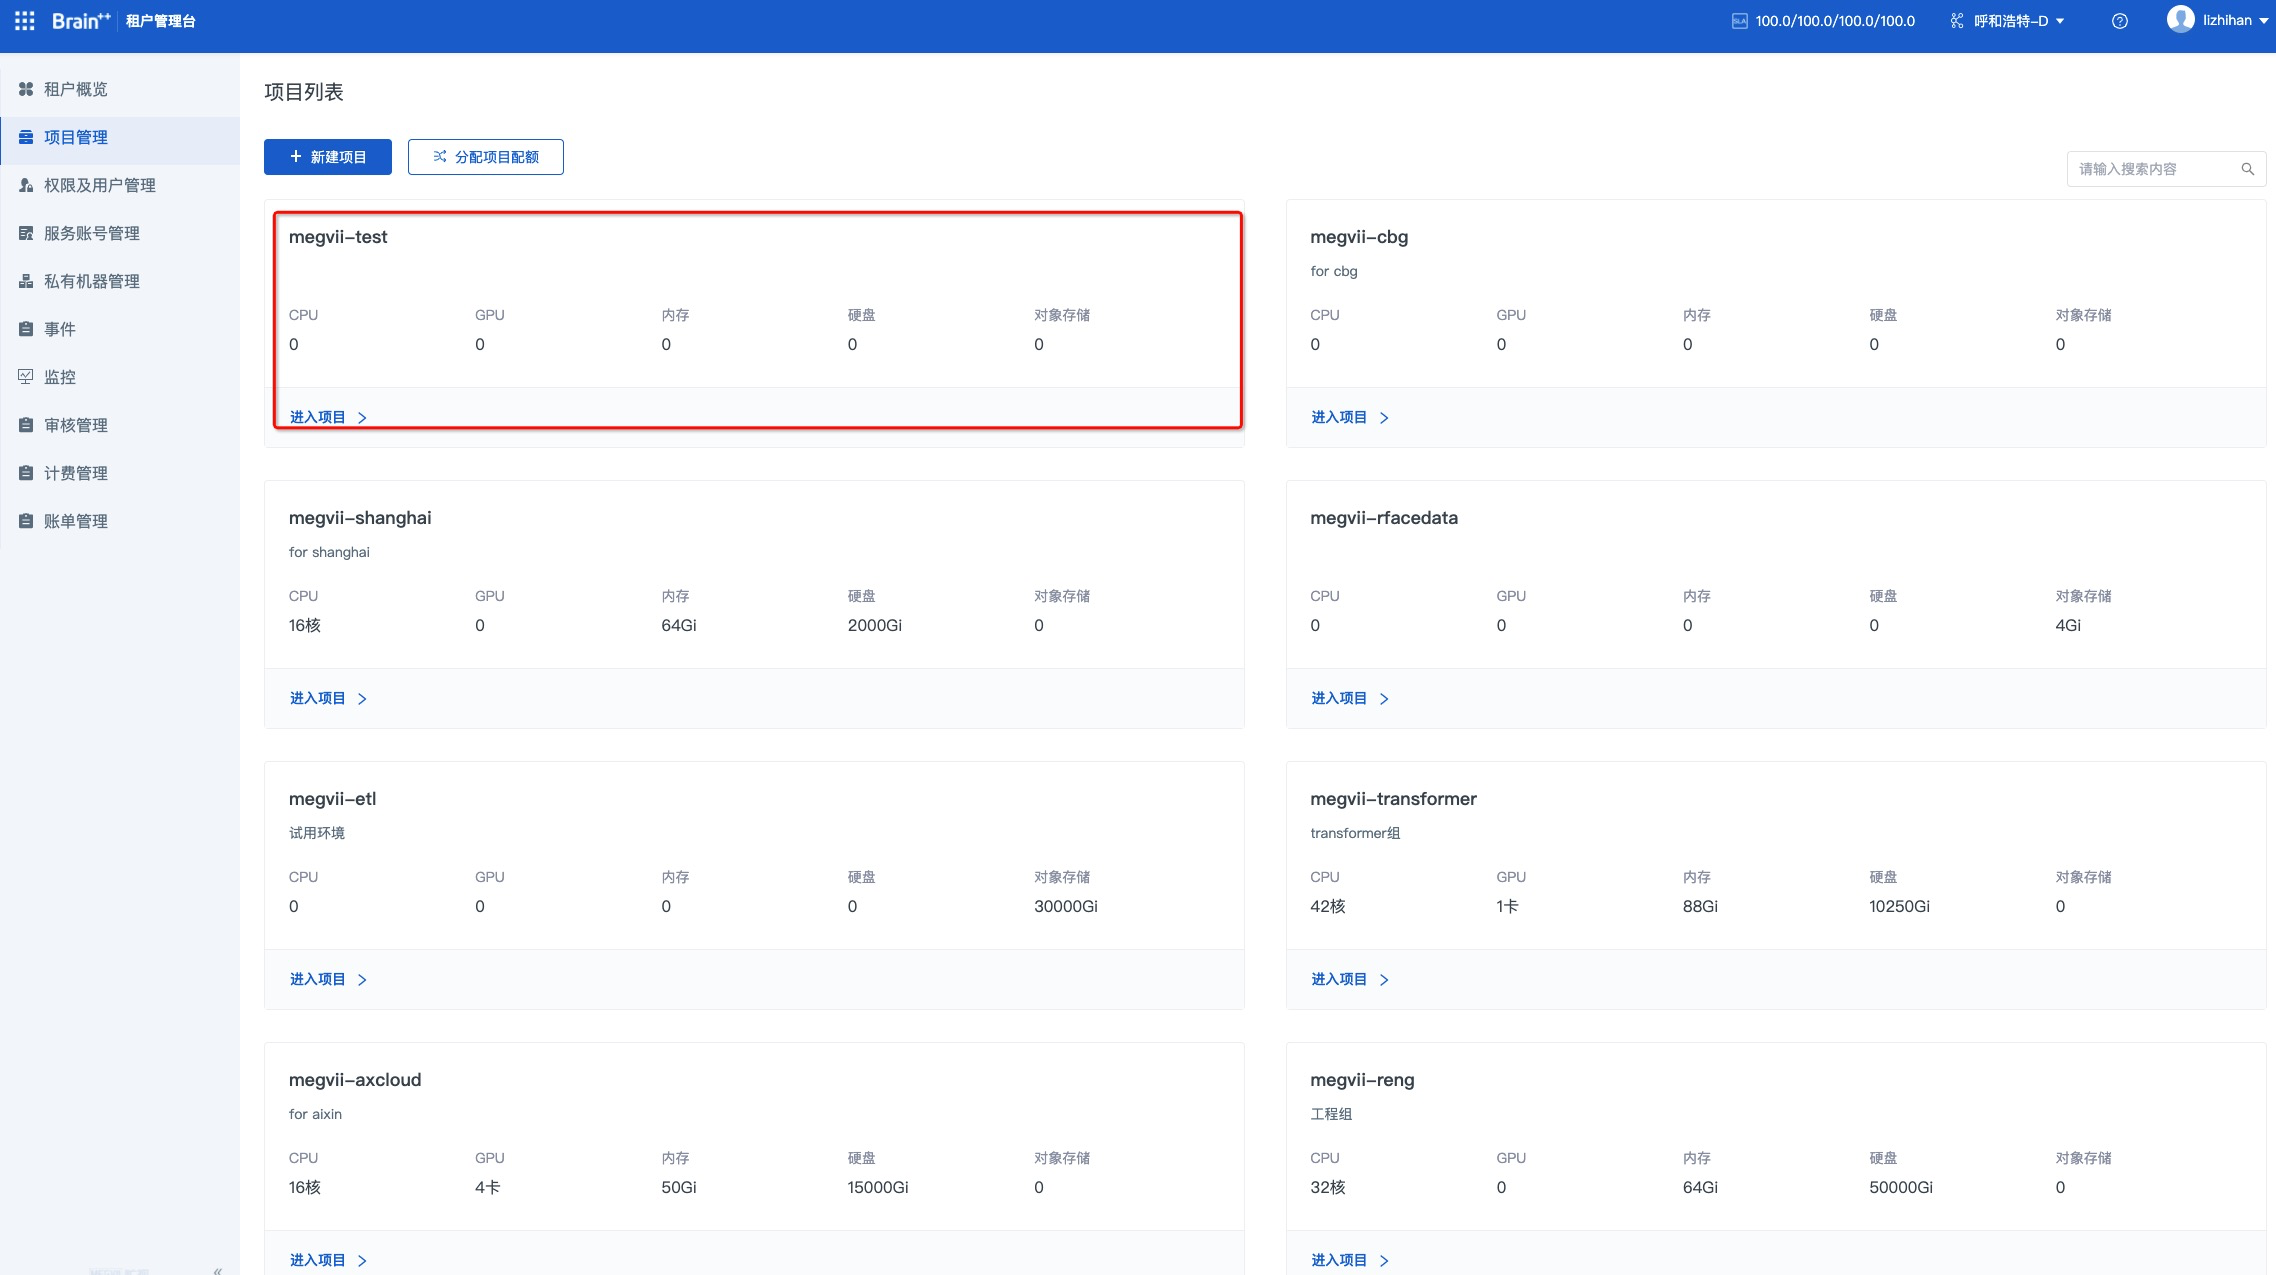 Brain++ 租户管理台
SLA 100.0/100.0/100.0/100.0 呼和浩特-D lizhihan
租户概览
项目管理
权限及用户管理
服务账号管理
私有机器管理
事件
监控
审核管理
计费管理
账单管理
项目列表
+ 新建项目 分配项目配额
请输入搜索内容
megvii-test
CPU GPU 内存 硬盘 对象存储
0 0 0 0 0
进入项目 >
megvii-cbg
for cbg
CPU GPU 内存 硬盘 对象存储
0 0 0 0 0
进入项目 >
megvii-shanghai
for shanghai
CPU GPU 内存 硬盘 对象存储
16核 0 64Gi 2000Gi 0
进入项目 >
megvii-rfacedata
CPU GPU 内存 硬盘 对象存储
0 0 0 0 4Gi
进入项目 >
megvii-etl
试用环境
CPU GPU 内存 硬盘 对象存储
0 0 0 0 30000Gi
进入项目 >
megvii-transformer
transformer组
CPU GPU 内存 硬盘 对象存储
42核 1卡 88Gi 10250Gi 0
进入项目 >
megvii-axcloud
for aixin
CPU GPU 内存 硬盘 对象存储
16核 4卡 50Gi 15000Gi 0
进入项目 >
megvii-reng
工程组
CPU GPU 内存 硬盘 对象存储
32核 0 64Gi 50000Gi 0
进入项目 >